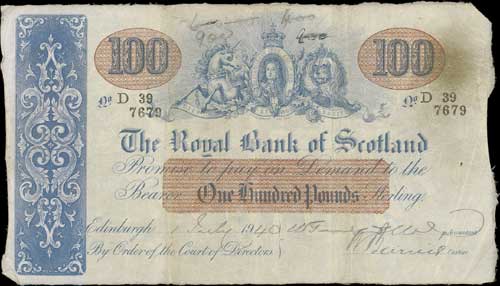 900
100 100
No D 39 No D 39
7679 7679
£
The Royal Bank of Scotland
Promise to pay on Demand to the
Bearer One Hundred Pounds Sterling.
Edinburgh 1 July 1940
By Order of the Court of Directors